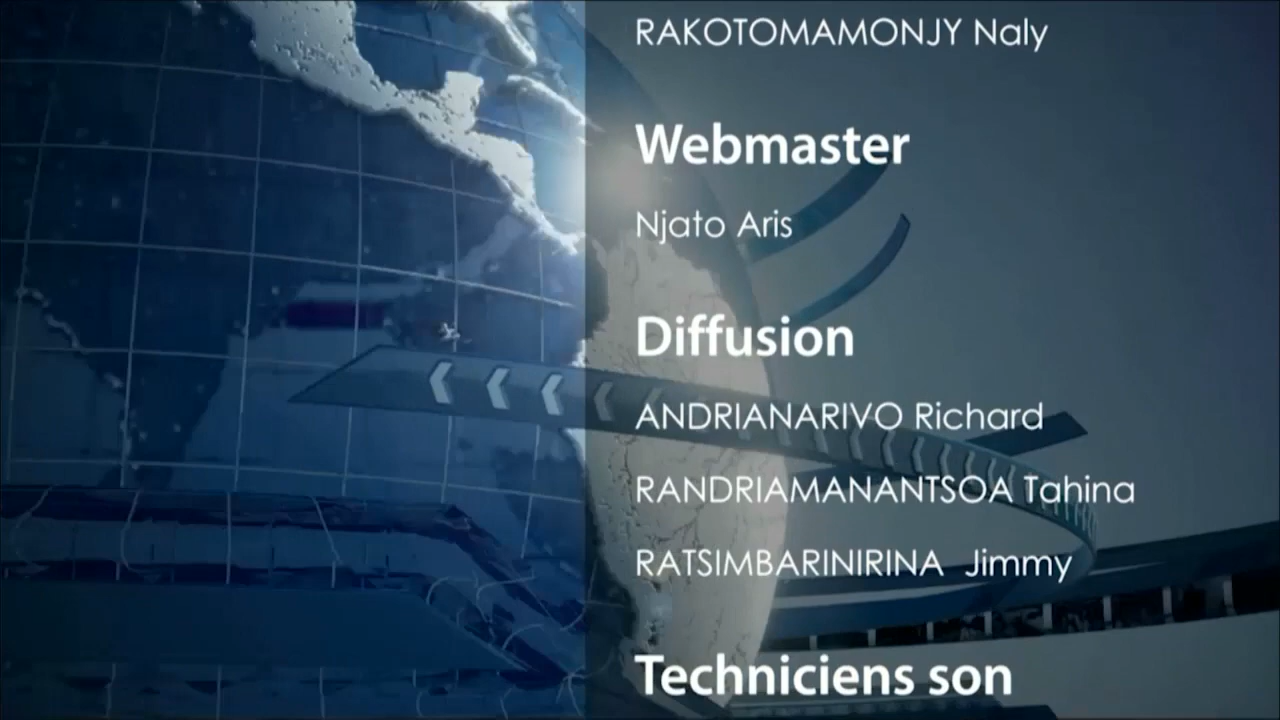 RAKOTOMAMONJY Naly
Webmaster
Njato Aris
Diffusion
ANDRIANARIVO Richard
RANDRIAMANANTSOA Tahina
RATSIMBARINIRINA Jimmy
Techniciens son